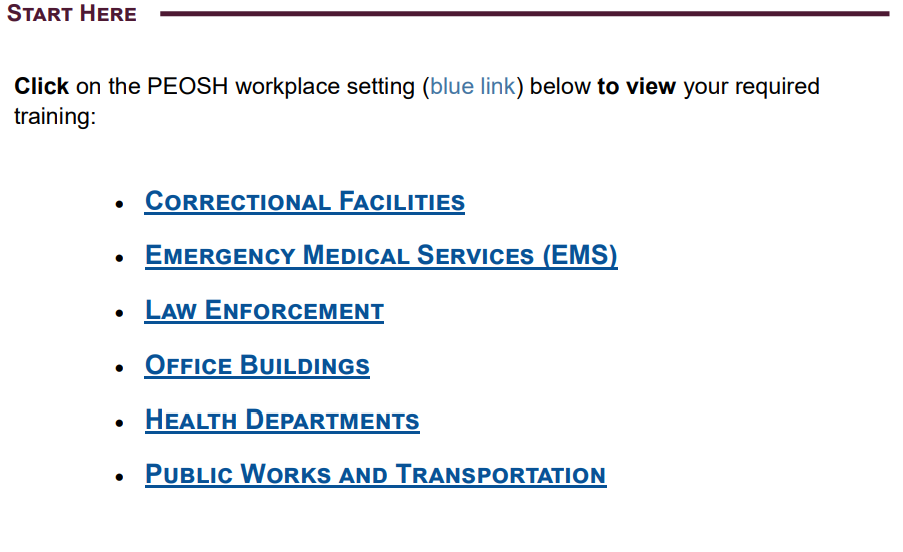 START HERE
Click on the PEOSH workplace setting (blue link) below to view your required
training:
• CORRECTIONAL FACILITIES
• EMERGENCY MEDICAL SERVICES (EMS)
• LAW ENFORCEMENT
• OFFICE BUILDINGS
• HEALTH DEPARTMENTS
• PUBLIC WORKS AND TRANSPORTATION